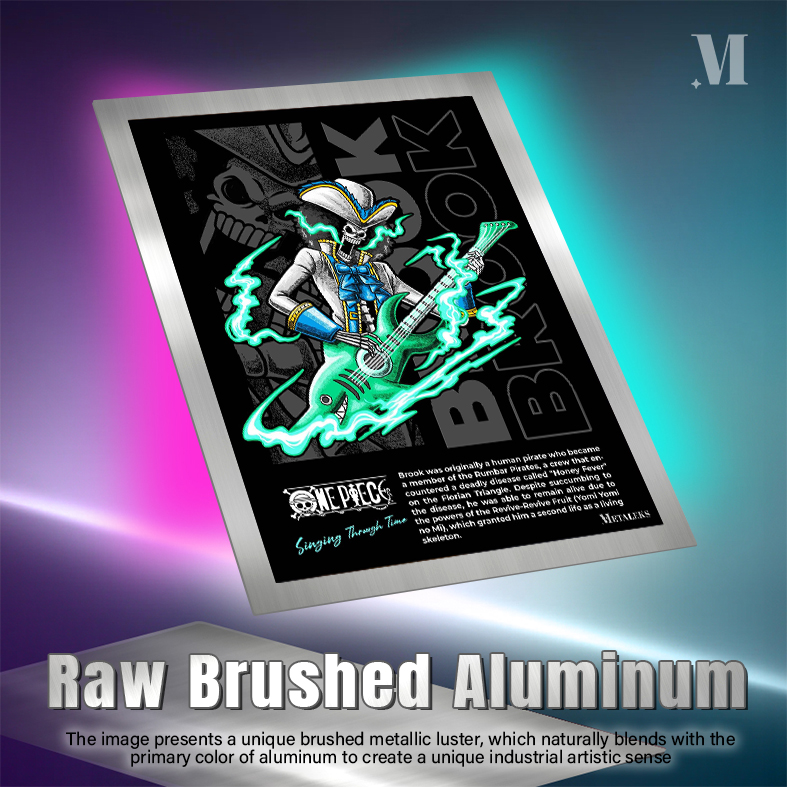 M
BROOK
BROOK
Brook was originally a human pirate who became
a member of the Rumbar Pirates, a crew that en-
countered a deadly disease called "Honey Fever"
on the Florian Triangle. Despite succumbing to
the disease, he was able to remain alive due to
the powers of the Revive-Revive Fruit (Yomi Yomi
no Mi), which granted him a second life as a living
skeleton.
ONE PIECE
Singing Through Time
METALEKS
Raw Brushed Aluminum
The image presents a unique brushed metallic luster, which naturally blends with the
primary color of aluminum to create a unique industrial artistic sense